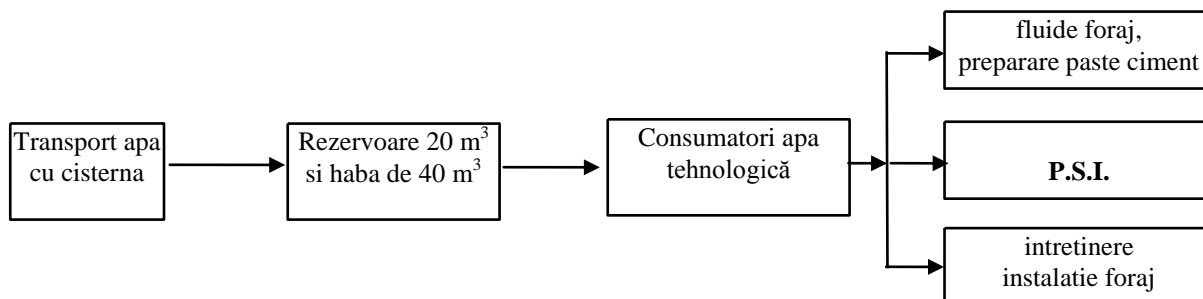 Transport apa
cu cisterna
Rezervoare 20 m³
si haba de 40 m³
Consumatori apa
tehnologică
fluide foraj,
preparare paste ciment
P.S.I.
intretinere
instalatie foraj